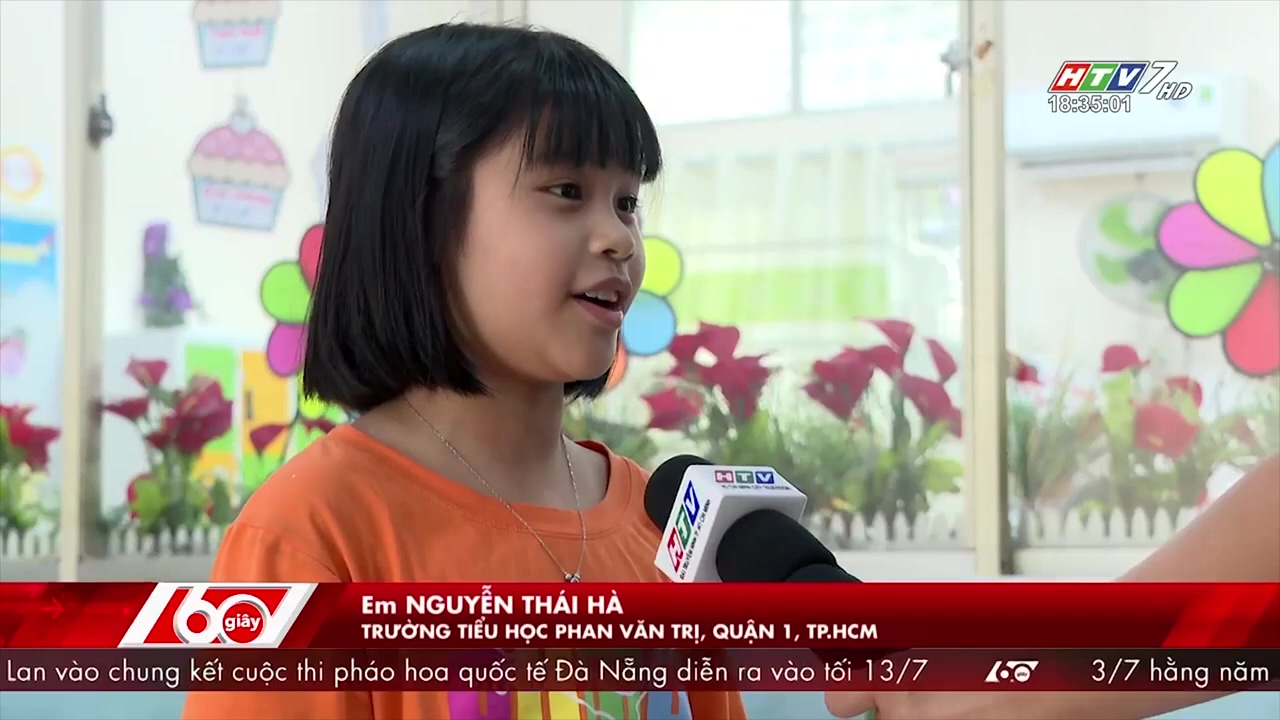 HTV7 HD
18:35:01
HTV
HTV
60 giây
Em NGUYỄN THÁI HÀ
TRƯỜNG TIỂU HỌC PHAN VĂN TRỊ, QUẬN 1, TP.HCM
Lan vào chung kết cuộc thi pháo hoa quốc tế Đà Nẵng diễn ra vào tối 13/7 60 giây 3/7 hằng năm